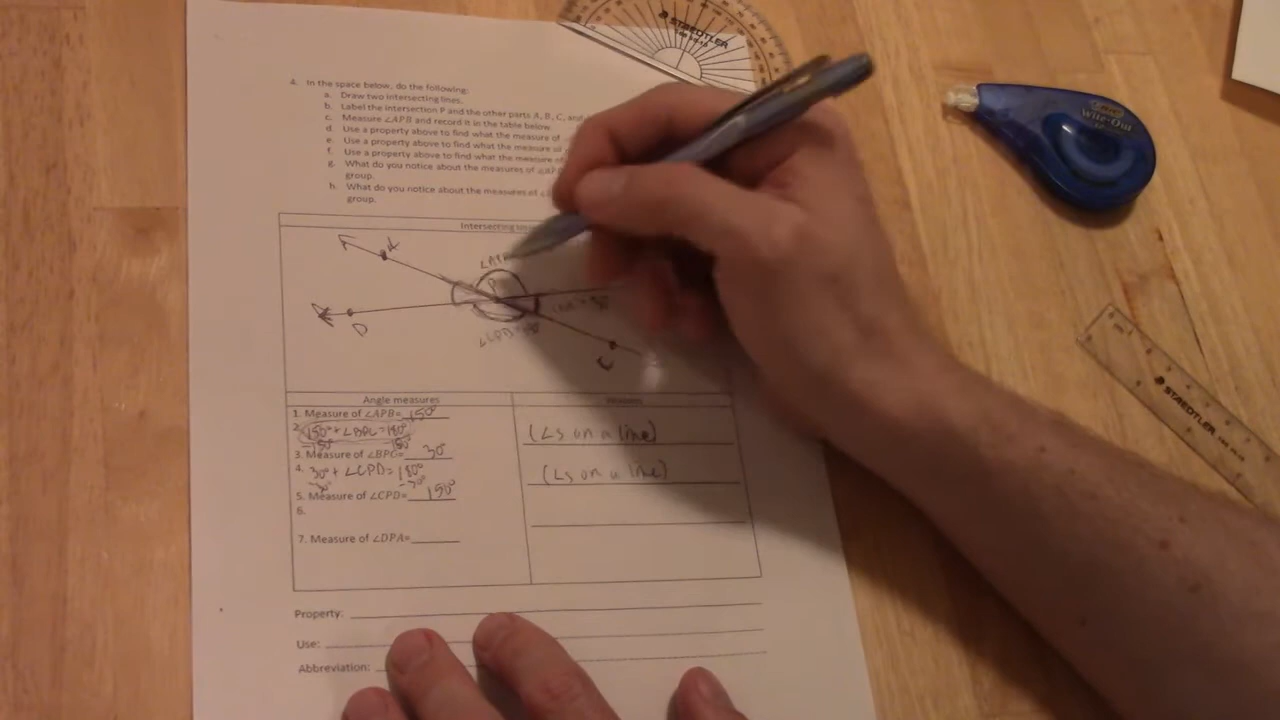 STAEDTLER
4. In the space below, do the following:
a. Draw two intersecting lines.
b. Label the intersection P and the other parts A, B, C, and
c. Measure ∠APB and record it in the table below
d. Use a property above to find what the measure of
e. Use a property above to find what the measure of
f. Use a property above to find what the measure of
g. What do you notice about the measures of
group.
h. What do you notice about the measures of
group.
BIC
Wite-Out
Intersecting
A
P
D
C
Angle measures
1. Measure of ∠APB= 150°
2. 150° + ∠BPC = 180°
-150° 150°
3. Measure of ∠BPC= 30°
4. 30° + ∠CPD = 180°
-30° -30°
5. Measure of ∠CPD= 150°
6.
7. Measure of ∠DPA=
(∠s on a line)
(∠s on a line)
STAEDTLER
Property:
Use:
Abbreviation: